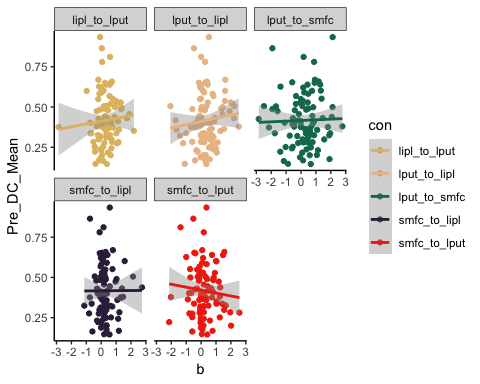 lipl_to_lput lput_to_lipl lput_to_smfc
0.75
0.50
0.25
-3 -2 -1 0 1 2 3
smfc_to_lipl smfc_to_lput
0.75
0.50
0.25
-3 -2 -1 0 1 2 3 -3 -2 -1 0 1 2 3
b
Pre_DC_Mean
con
lipl_to_lput
lput_to_lipl
lput_to_smfc
smfc_to_lipl
smfc_to_lput